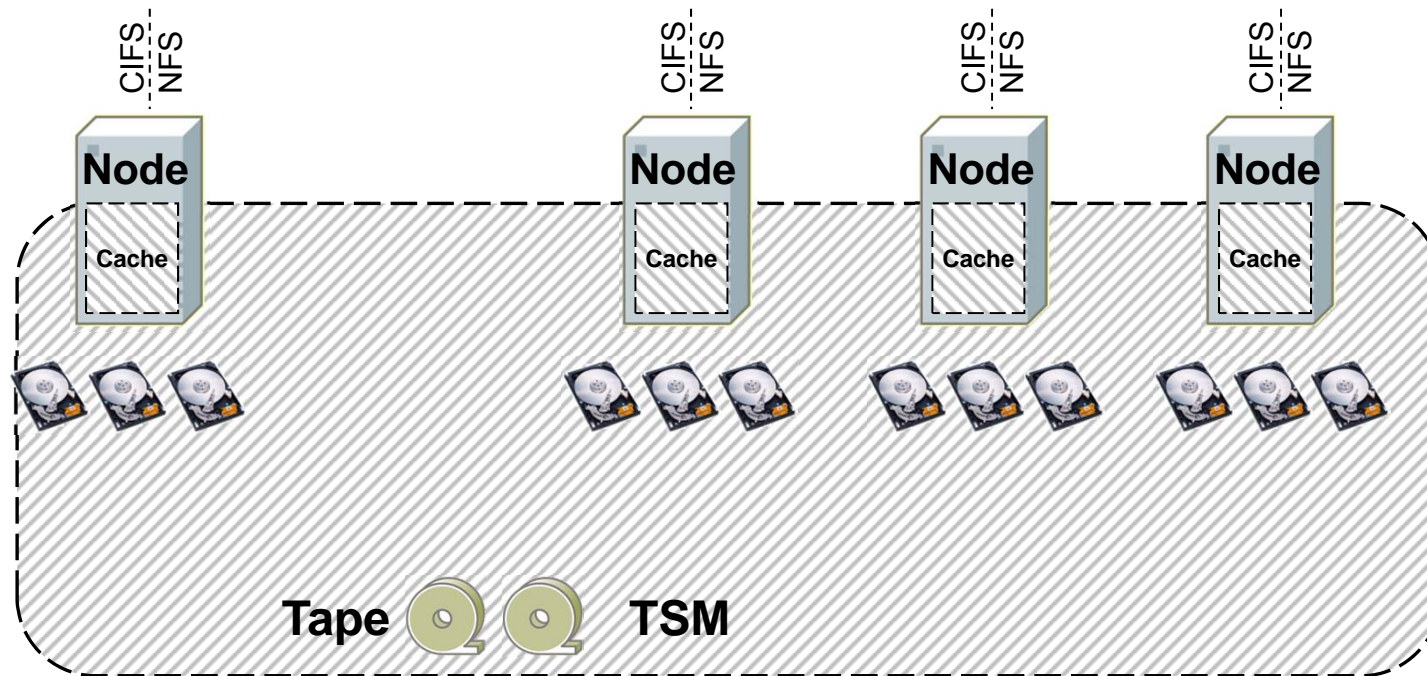 CIFS
NFS
CIFS
NFS
CIFS
NFS
CIFS
NFS
Node
Node
Node
Node
Cache
Cache
Cache
Cache
Tape TSM